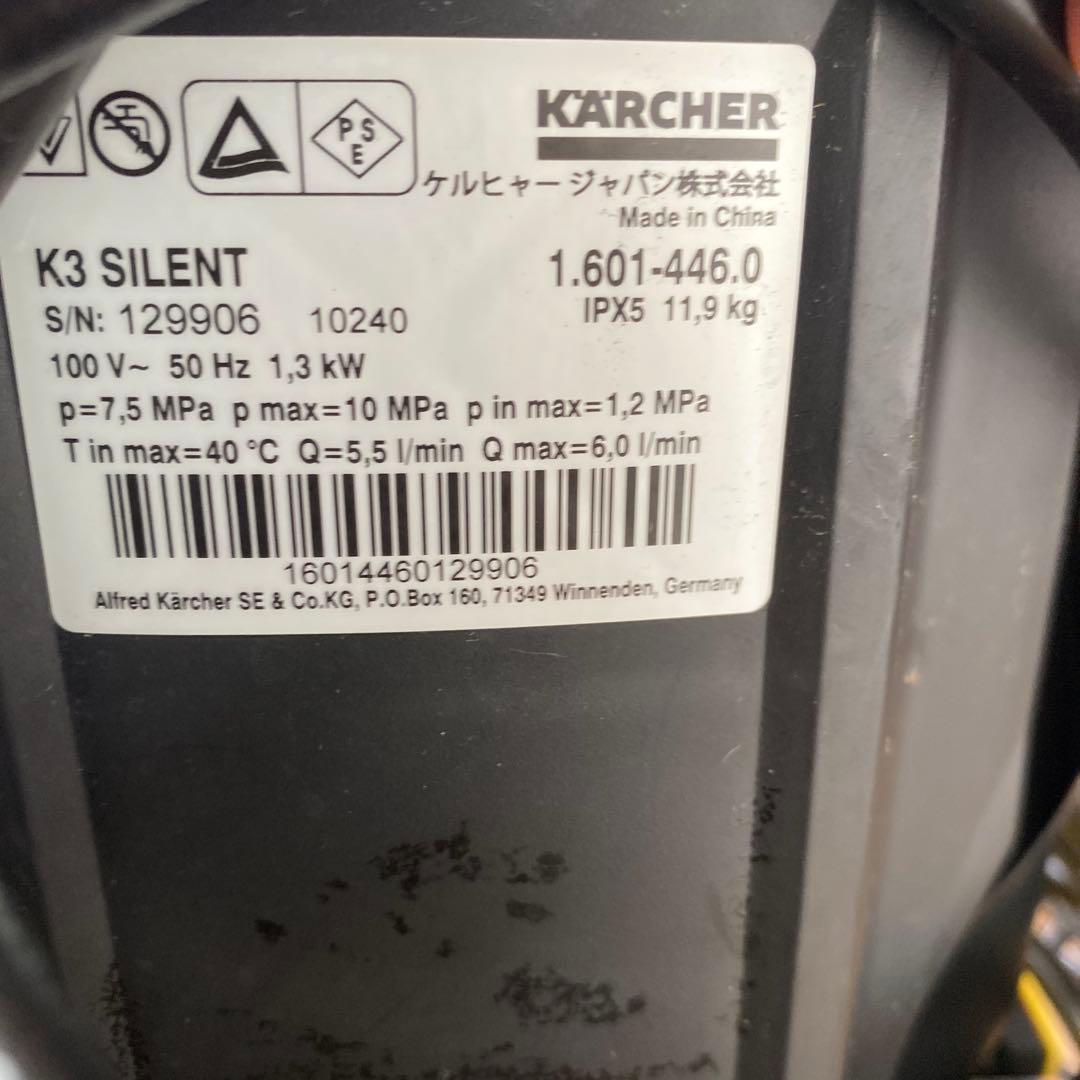 PSE
KÄRCHER
ケルヒャー ジャパン株式会社
Made in China
K3 SILENT 1.601-446.0
S/N: 129906 10240 IPX5 11,9 kg
100 V~ 50 Hz 1,3 kW
p=7,5 MPa p max=10 MPa p in max=1,2 MPa
T in max=40 °C Q=5,5 l/min Q max=6,0 l/min
16014460129906
Alfred Kärcher SE & Co.KG, P.O.Box 160, 71349 Winnenden, Germany